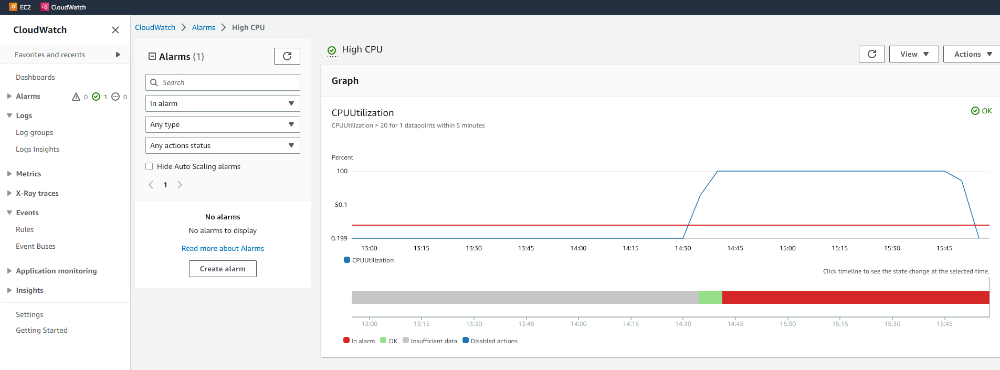 EC2 CloudWatch
CloudWatch
Favorites and recents
Dashboards
Alarms 0 1 0
Logs
Log groups
Logs Insights
Metrics
X-Ray traces
Events
Rules
Event Buses
Application monitoring
Insights
Settings
Getting Started
CloudWatch Alarms High CPU
Alarms (1)
Search
In alarm
Any type
Any actions status
Hide Auto Scaling alarms
1
No alarms
No alarms to display
Read more about Alarms
Create alarm
High CPU
View Actions
Graph
CPUUtilization
OK
CPUUtilization > 20 for 1 datapoints within 5 minutes
Percent
100
50.1
0.199
13:00 13:15 13:30 13:45 14:00 14:15 14:30 14:45 15:00 15:15 15:30 15:45
CPUUtilization
Click timeline to see the state change at the selected time.
13:00 13:15 13:30 13:45 14:00 14:15 14:30 14:45 15:00 15:15 15:30 15:45
In alarm OK Insufficient data Disabled actions